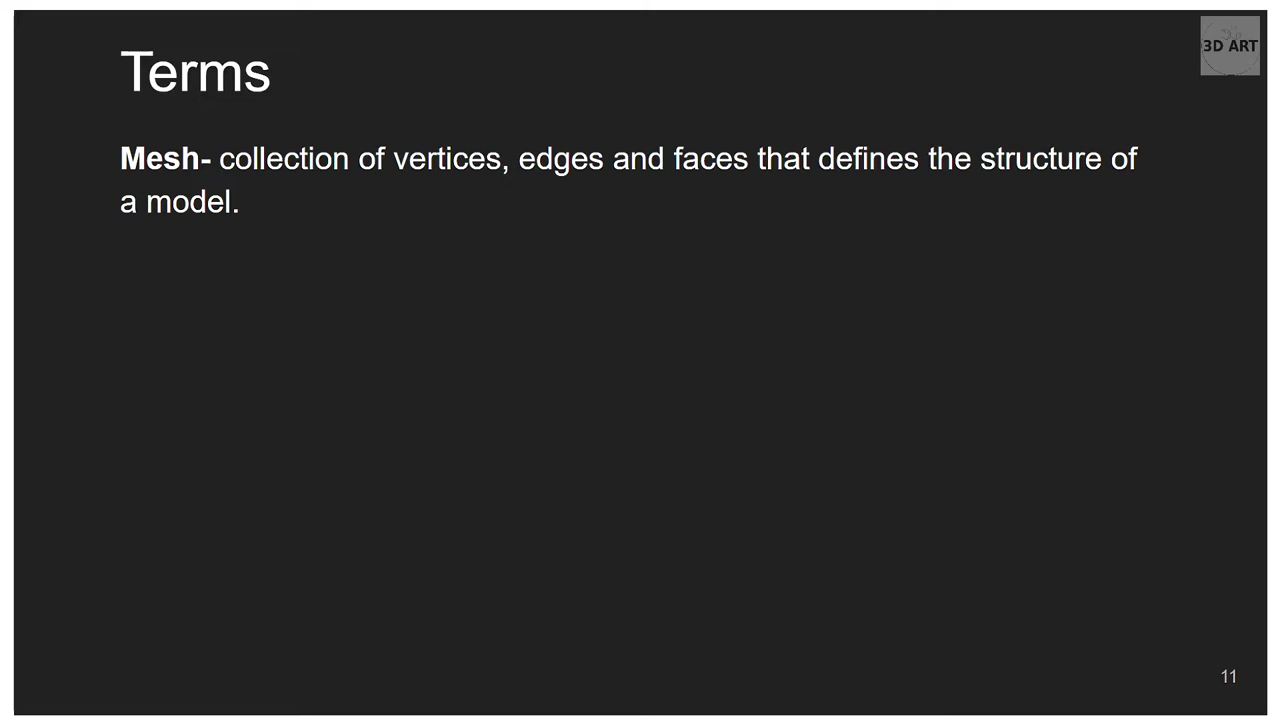 3D ART
Terms
Mesh- collection of vertices, edges and faces that defines the structure of
a model.
11